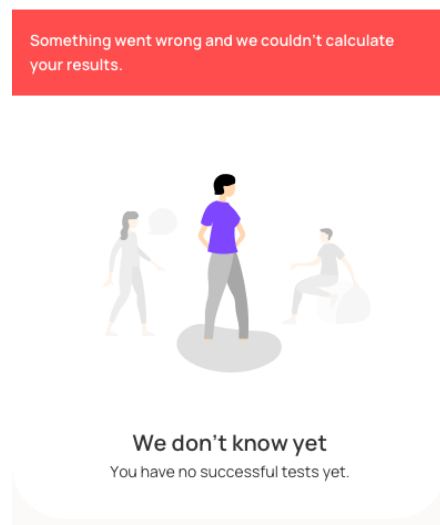 Something went wrong and we couldn't calculate
your results.
We don't know yet
You have no successful tests yet.